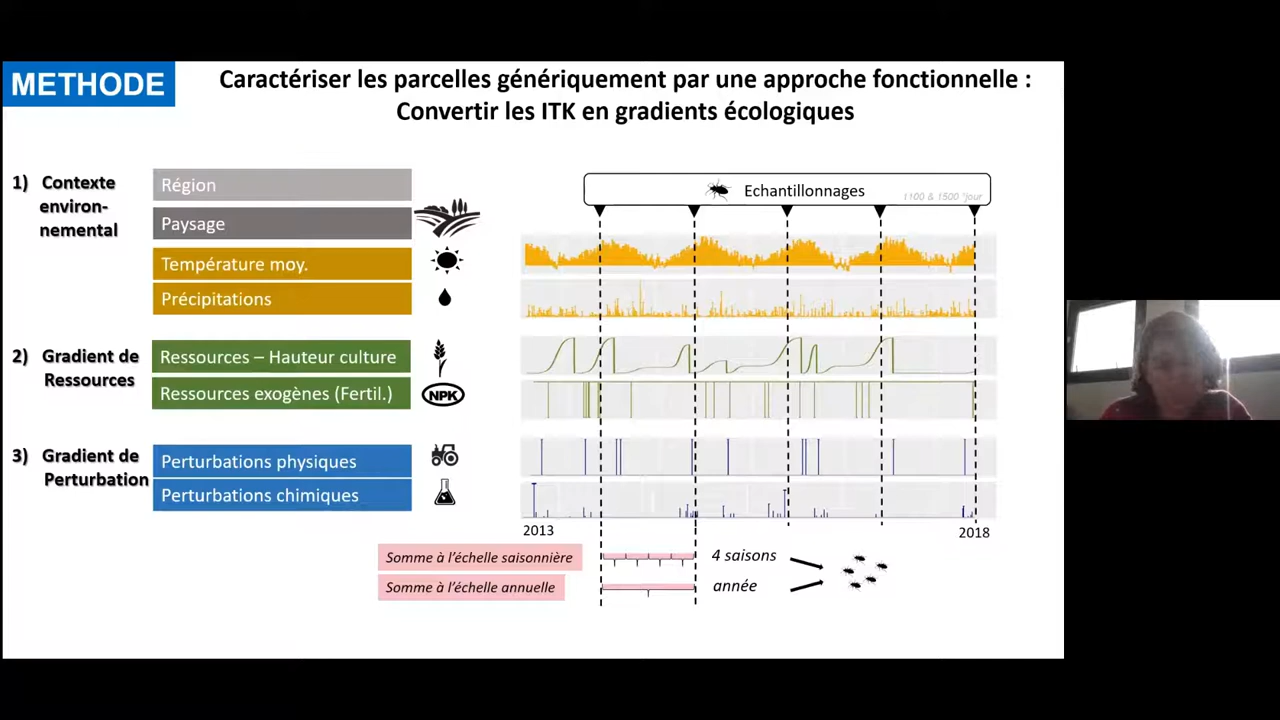 METHODE
Caractériser les parcelles génériquement par une approche fonctionnelle :
Convertir les ITK en gradients écologiques
1) Contexte
environ-
nemental
Région
Paysage
Température moy.
Précipitations
2) Gradient de
Ressources
Ressources – Hauteur culture
Ressources exogènes (Fertil.)
NPK
3) Gradient de
Perturbation
Perturbations physiques
Perturbations chimiques
Echantillonnages
1100 & 1500 °jour
2013
2018
Somme à l'échelle saisonnière
4 saisons
Somme à l'échelle annuelle
année